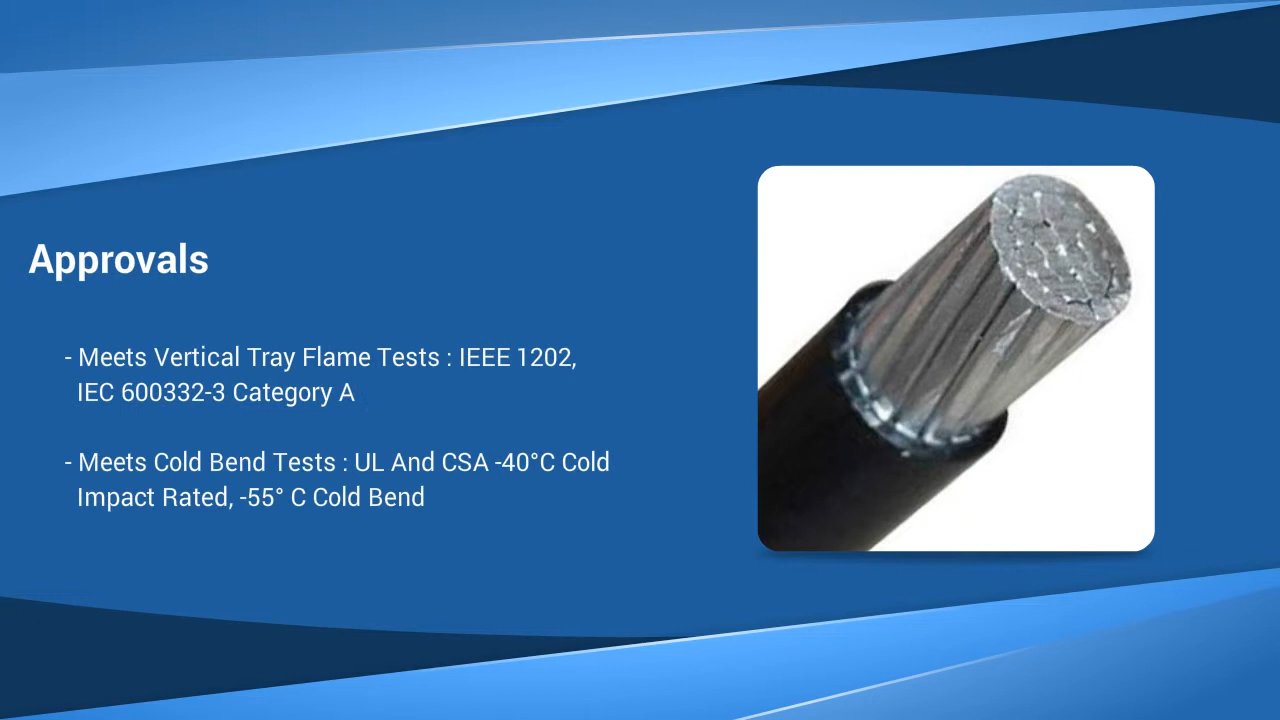 Approvals
- Meets Vertical Tray Flame Tests : IEEE 1202,
IEC 600332-3 Category A
- Meets Cold Bend Tests : UL And CSA -40°C Cold
Impact Rated, -55° C Cold Bend